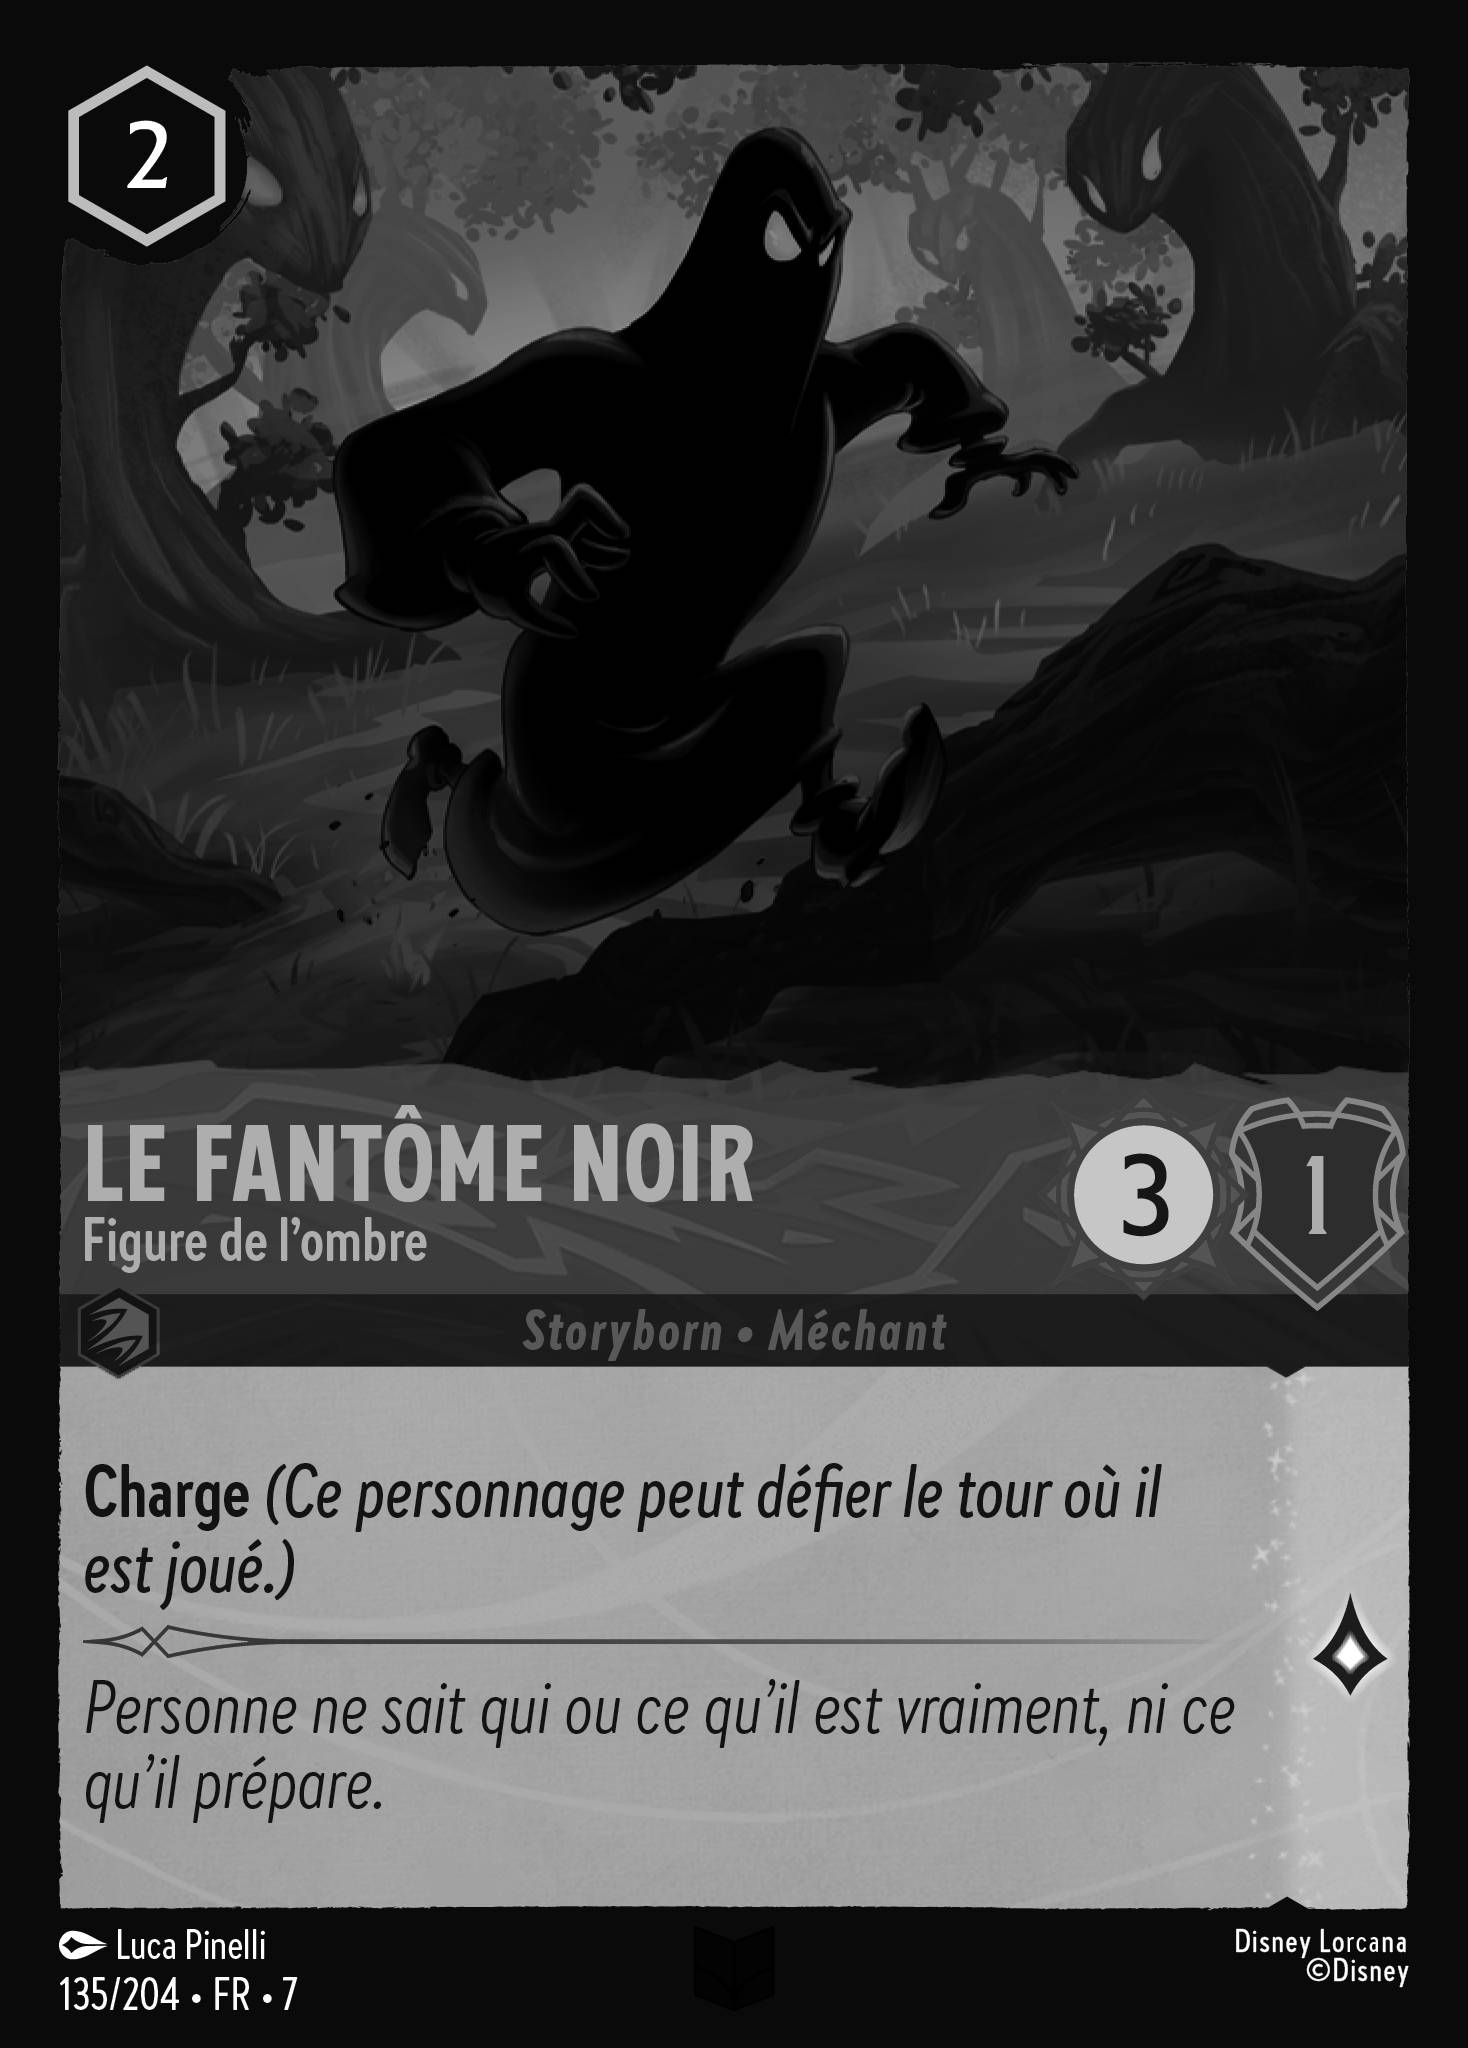 2
LE FANTÔME NOIR
Figure de l’ombre
3
1
Storyborn • Méchant
Charge (Ce personnage peut défier le tour où il
est joué.)
Personne ne sait qui ou ce qu’il est vraiment, ni ce
qu’il prépare.
Luca Pinelli
135/204 • FR • 7
Disney Lorcana
©Disney